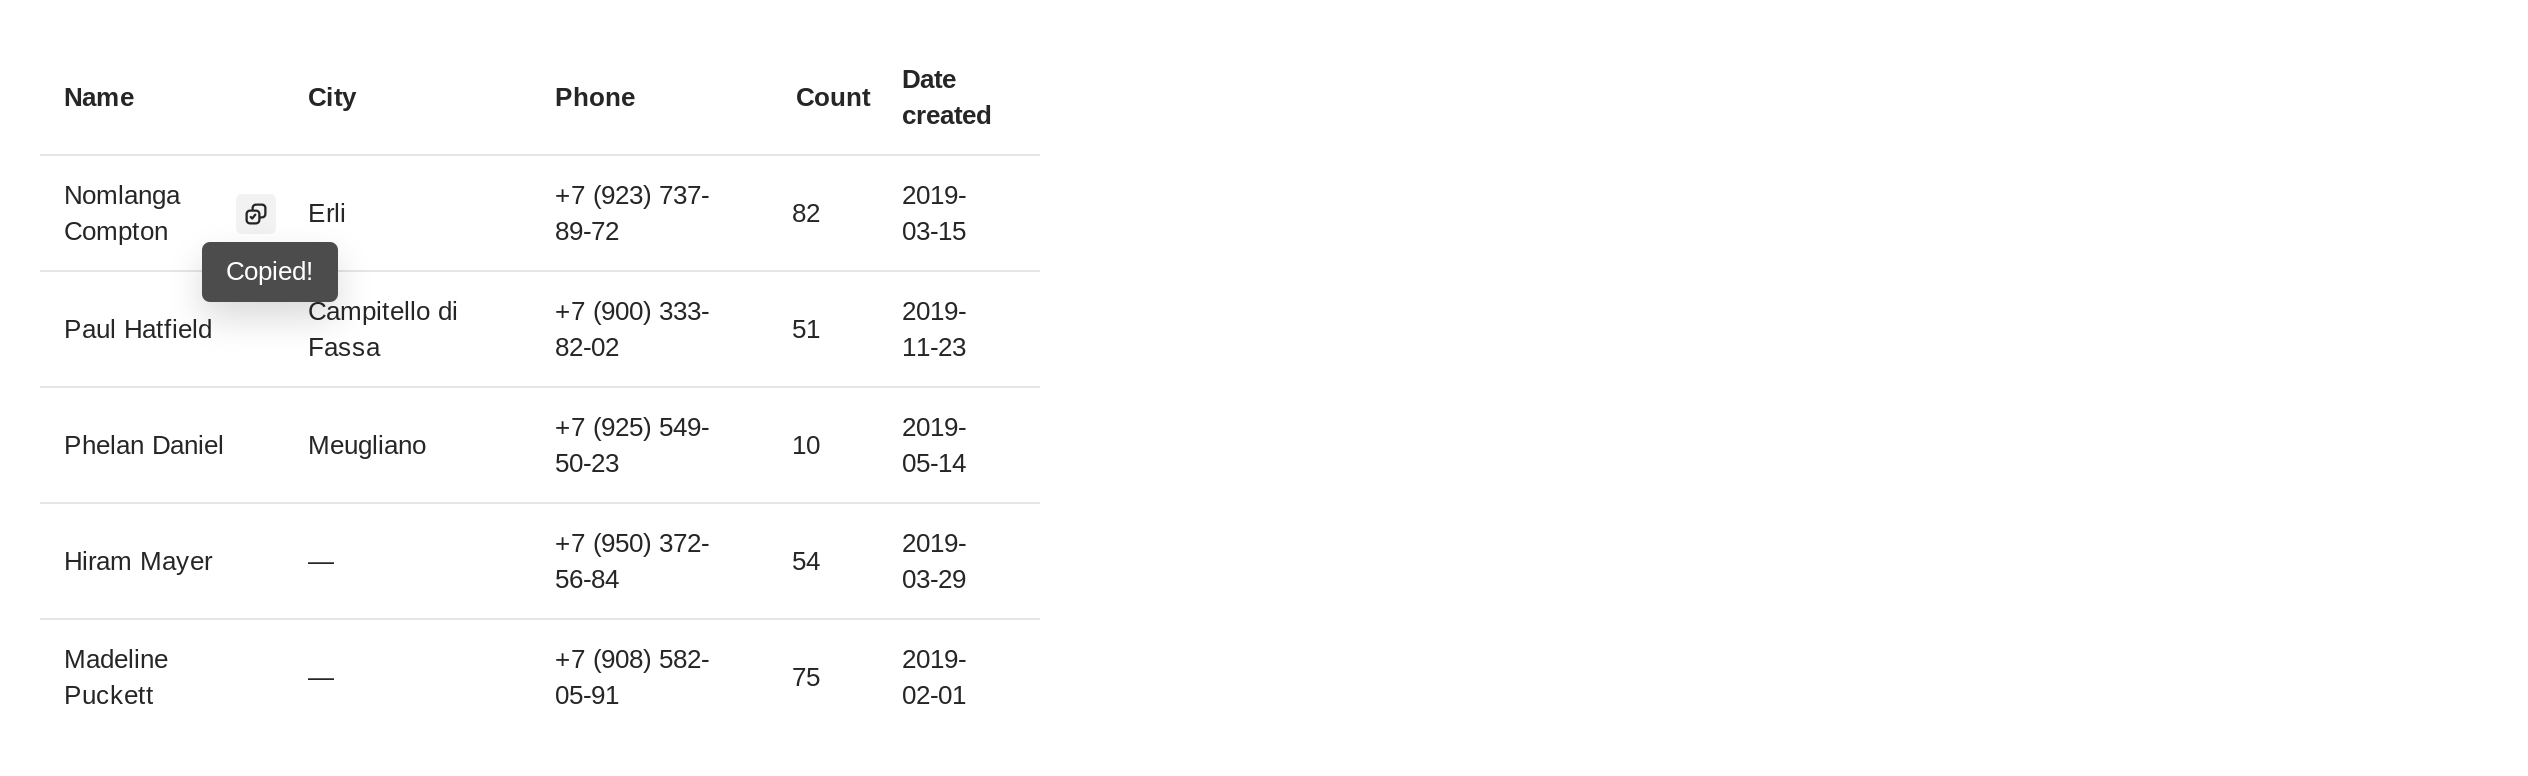 Name City Phone Count Date
created
Nomlanga
Compton
Erli
+7 (923) 737-
89-72
82
2019-
03-15
Copied!
Paul Hatfield
Campitello di
Fassa
+7 (900) 333-
82-02
51
2019-
11-23
Phelan Daniel
Meugliano
+7 (925) 549-
50-23
10
2019-
05-14
Hiram Mayer
—
+7 (950) 372-
56-84
54
2019-
03-29
Madeline
Puckett
—
+7 (908) 582-
05-91
75
2019-
02-01